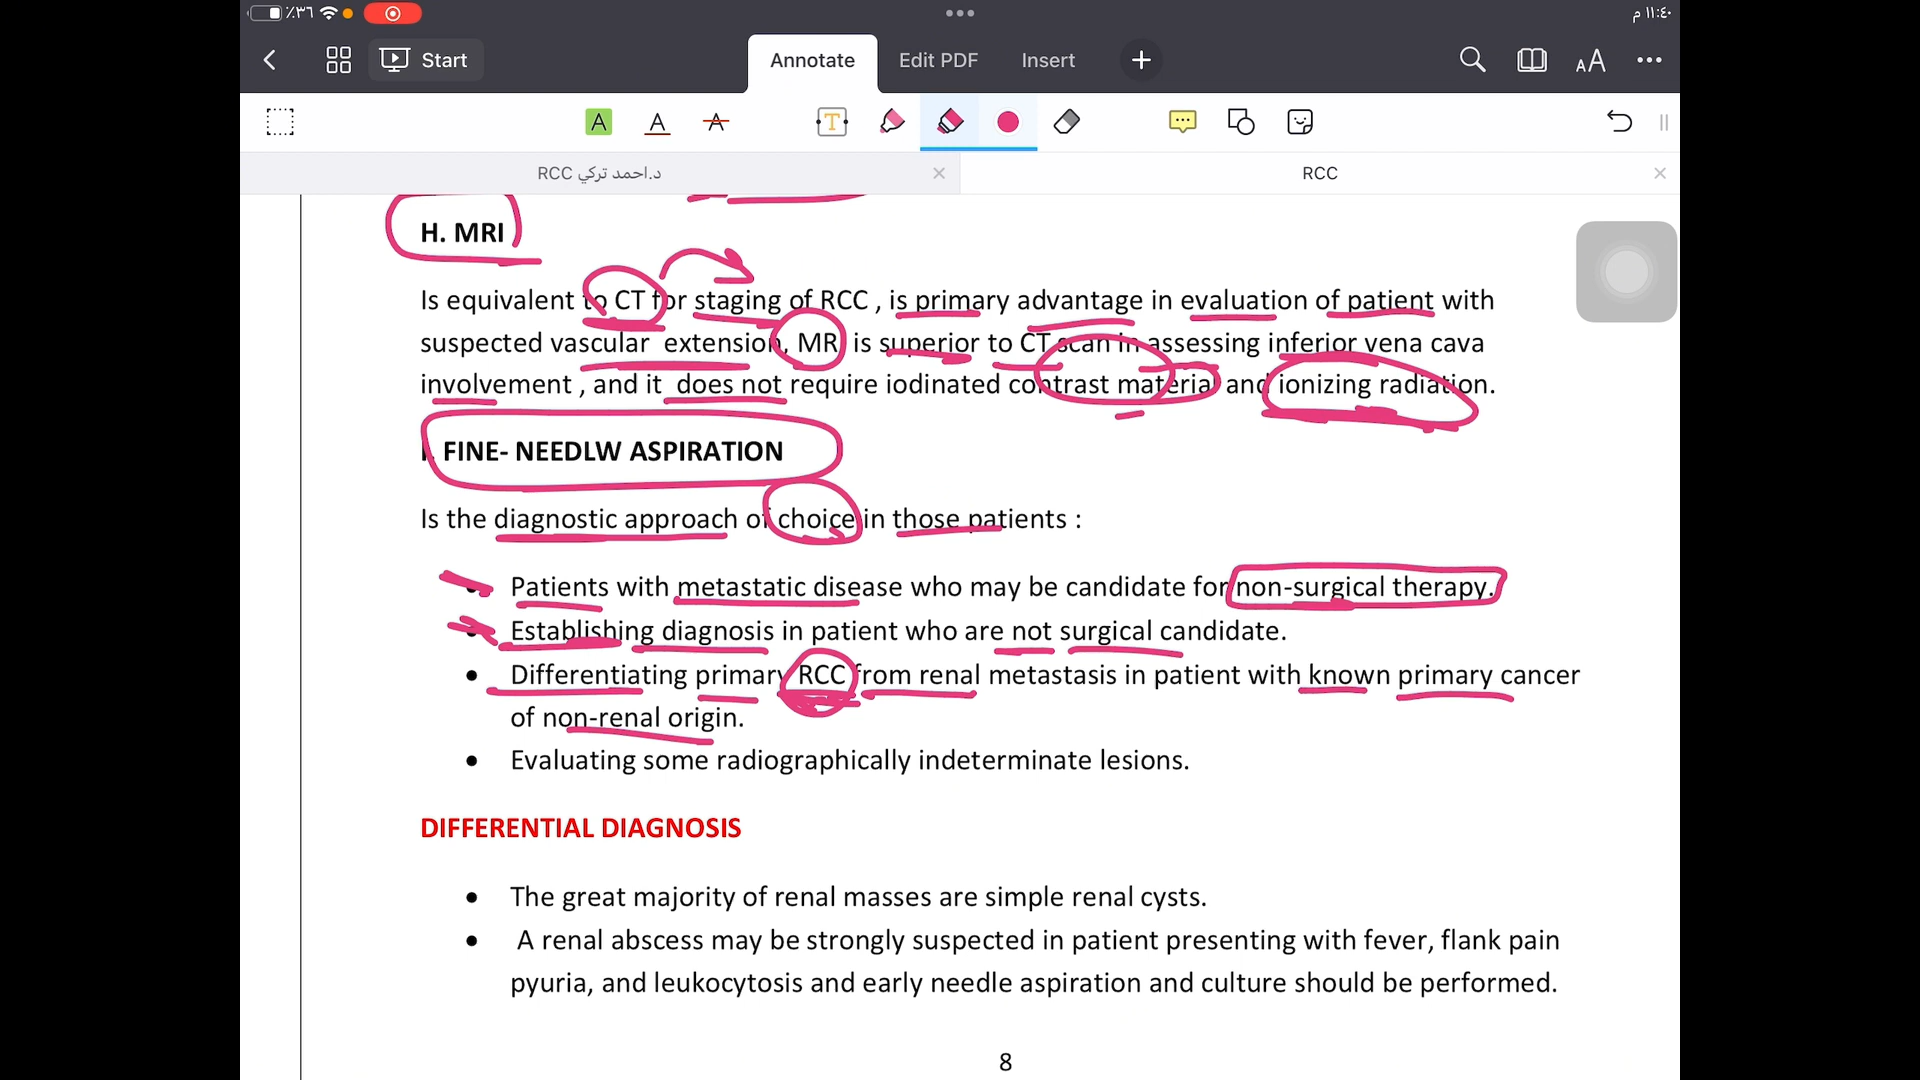 ٪٣٦
١١:٤٠ م
Start
Annotate
Edit PDF
Insert
AA
A
A
A
T
RCC د.احمد تركي
RCC
H. MRI
Is equivalent to CT for staging of RCC , is primary advantage in evaluation of patient with
suspected vascular extension, MRI is superior to CT scan in assessing inferior vena cava
involvement , and it does not require iodinated contrast material and ionizing radiation.
I. FINE- NEEDLW ASPIRATION
Is the diagnostic approach of choice in those patients :
• Patients with metastatic disease who may be candidate for non-surgical therapy.
• Establishing diagnosis in patient who are not surgical candidate.
• Differentiating primary RCC from renal metastasis in patient with known primary cancer
of non-renal origin.
• Evaluating some radiographically indeterminate lesions.
DIFFERENTIAL DIAGNOSIS
• The great majority of renal masses are simple renal cysts.
• A renal abscess may be strongly suspected in patient presenting with fever, flank pain
pyuria, and leukocytosis and early needle aspiration and culture should be performed.
8